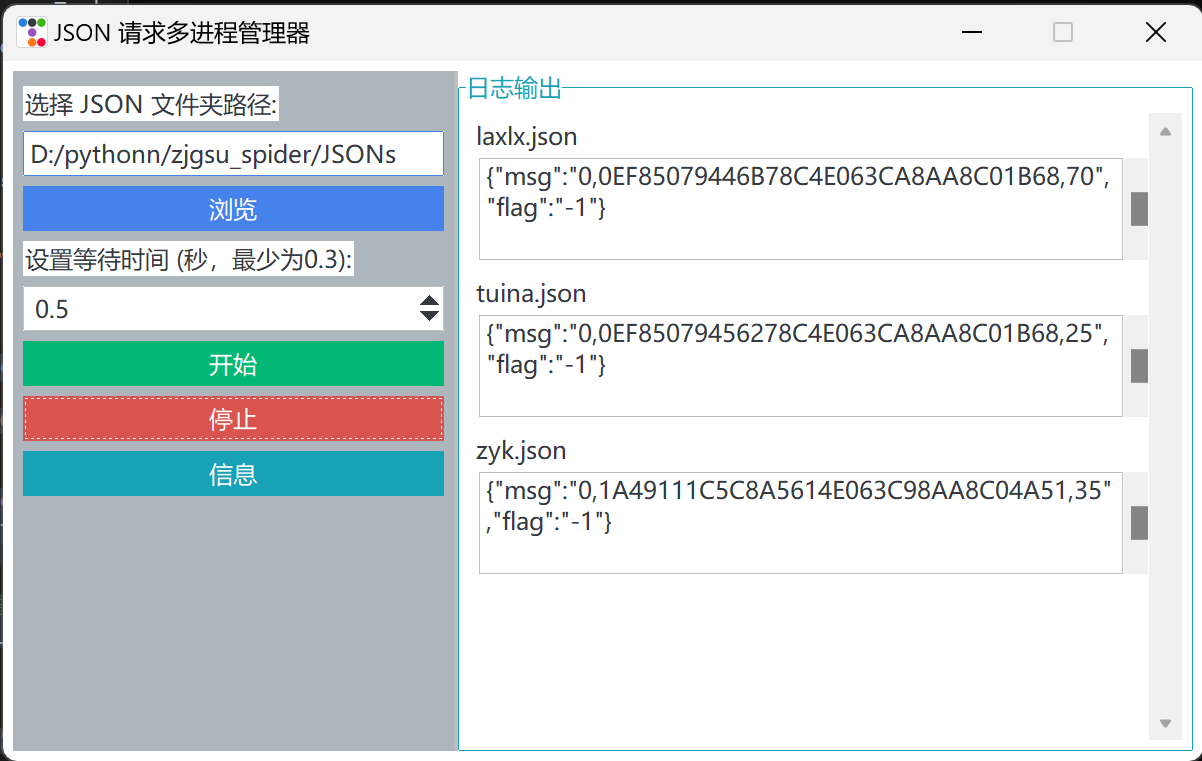 JSON 请求多进程管理器
选择 JSON 文件夹路径:
D:/pythonn/zjgsu_spider/JSONs
浏览
设置等待时间 (秒，最少为0.3):
0.5
开始
停止
信息
日志输出
laxlx.json
{"msg":"0,0EF85079446B78C4E063CA8AA8C01B68,70",
"flag":"-1"}
tuina.json
{"msg":"0,0EF85079456278C4E063CA8AA8C01B68,25",
"flag":"-1"}
zyk.json
{"msg":"0,1A49111C5C8A5614E063C98AA8C04A51,35"
,"flag":"-1"}